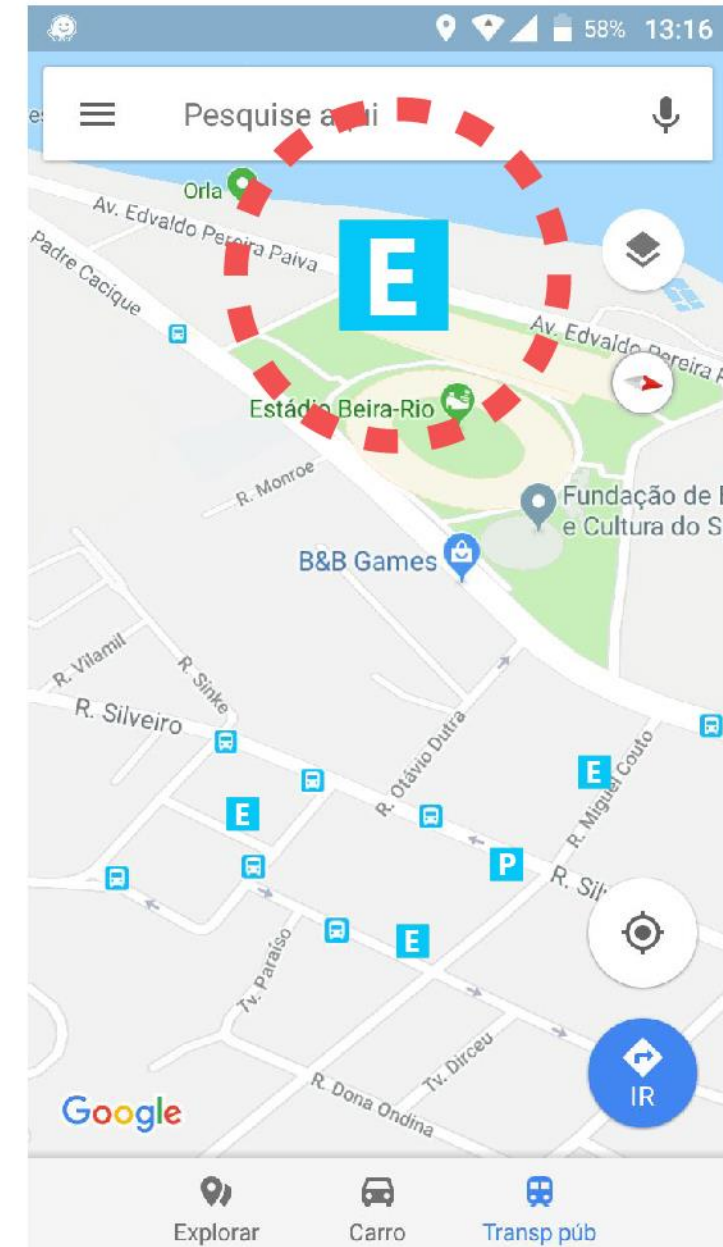 58% 13:16
Pesquise aqui
Orla
Av. Edvaldo Pereira Paiva
Padre Cacique
E
Av. Edvaldo Pereira P
Estádio Beira-Rio
R. Monroe
Fundação de
e Cultura do S
B&B Games
R. Vilamil
R. Sinke
R. Silveiro
R. Otávio Dutra
E
R. Miguel Couto
E
P
R. Sil
E
Tv. Paraíso
Tv. Dirceu
R. Dona Ondina
IR
Google
Explorar Carro Transp púb